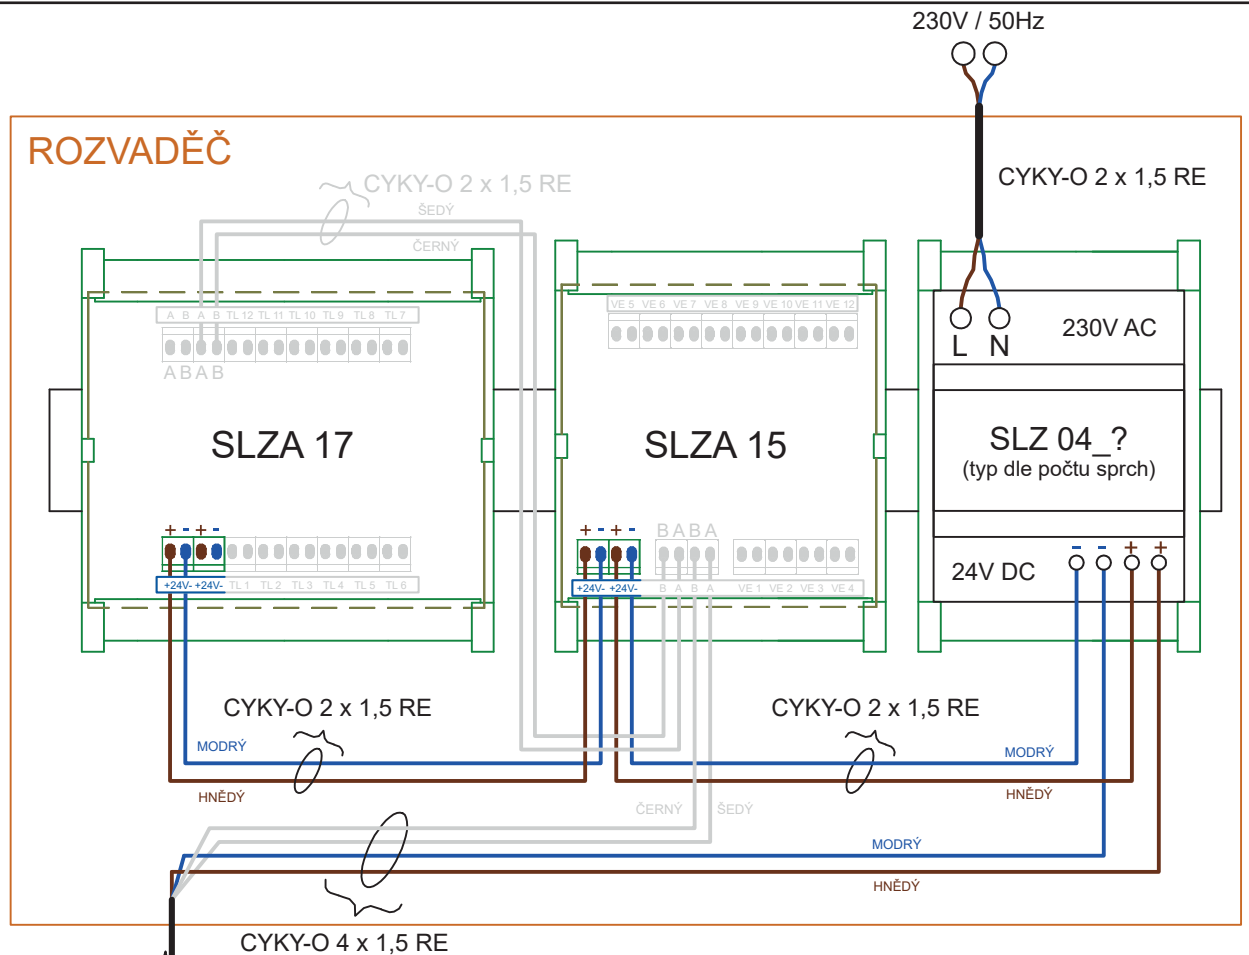 230V / 50Hz
ROZVADĚČ
CYKY-O 2 x 1,5 RE
CYKY-O 2 x 1,5 RE
ŠEDÝ
ČERNÝ
A B A B TL 12 TL 11 TL 10 TL 9 TL 8 TL 7
A B A B
VE 5 VE 6 VE 7 VE 8 VE 9 VE 10 VE 11 VE 12
L N
230V AC
SLZA 17
SLZA 15
SLZ 04_?
(typ dle počtu sprch)
+ - + -
+ - + -
B A B A
- - + +
24V DC
+24V- +24V- TL 1 TL 2 TL 3 TL 4 TL 5 TL 6
+24V- +24V- B A B A VE 1 VE 2 VE 3 VE 4
CYKY-O 2 x 1,5 RE
CYKY-O 2 x 1,5 RE
MODRÝ
MODRÝ
HNĚDÝ
HNĚDÝ
ČERNÝ ŠEDÝ
MODRÝ
HNĚDÝ
CYKY-O 4 x 1,5 RE